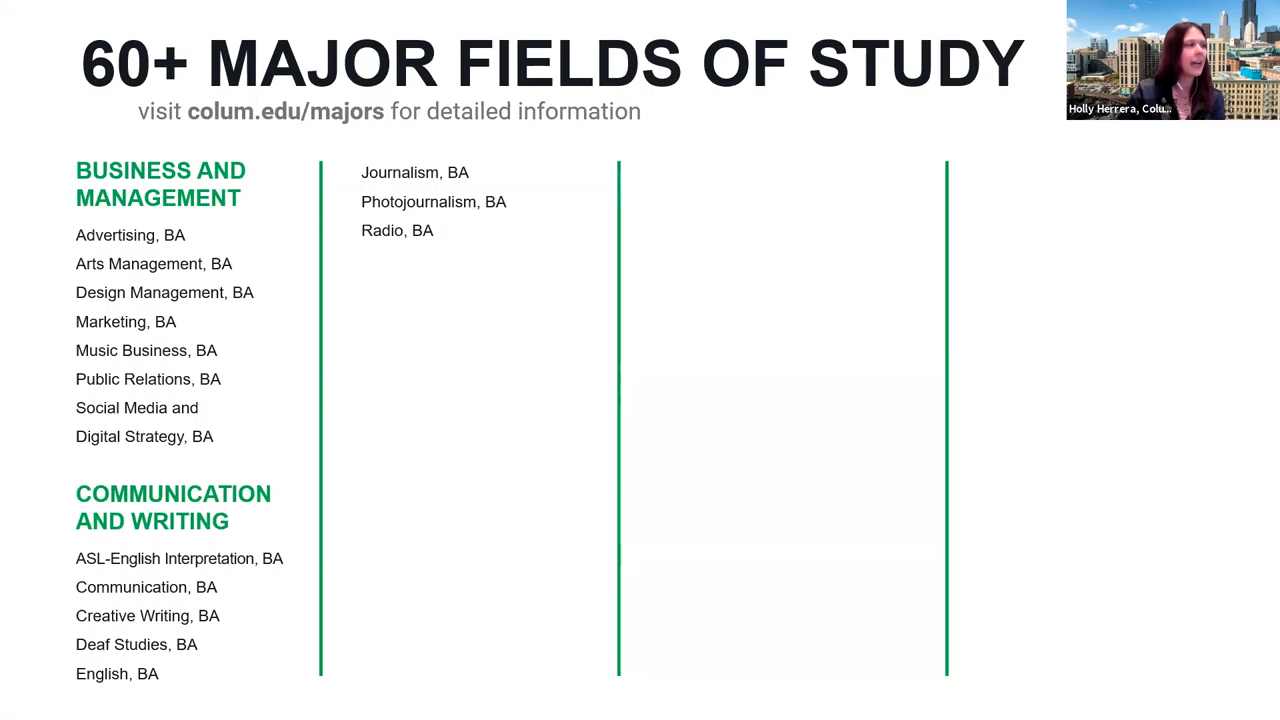 60+ MAJOR FIELDS OF STUDY
visit colum.edu/majors for detailed information
Holly Herrera, Colu...
BUSINESS AND
MANAGEMENT
Advertising, BA
Arts Management, BA
Design Management, BA
Marketing, BA
Music Business, BA
Public Relations, BA
Social Media and
Digital Strategy, BA
COMMUNICATION
AND WRITING
ASL-English Interpretation, BA
Communication, BA
Creative Writing, BA
Deaf Studies, BA
English, BA
Journalism, BA
Photojournalism, BA
Radio, BA